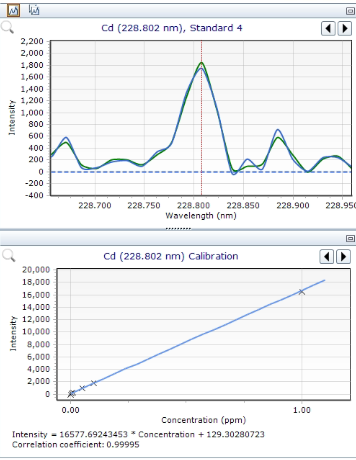 Cd (228.802 nm), Standard 4
2,200
2,000
1,800
1,600
1,400
1,200
1,000
800
600
400
200
0
-200
-400
Intensity
228.700 228.750 228.800 228.850 228.900 228.950
Wavelength (nm)
Cd (228.802 nm) Calibration
20,000
18,000
16,000
14,000
12,000
10,000
8,000
6,000
4,000
2,000
0
Intensity
0.00 1.00
Concentration (ppm)
Intensity = 16577.69243453 * Concentration + 129.30280723
Correlation coefficient: 0.99995